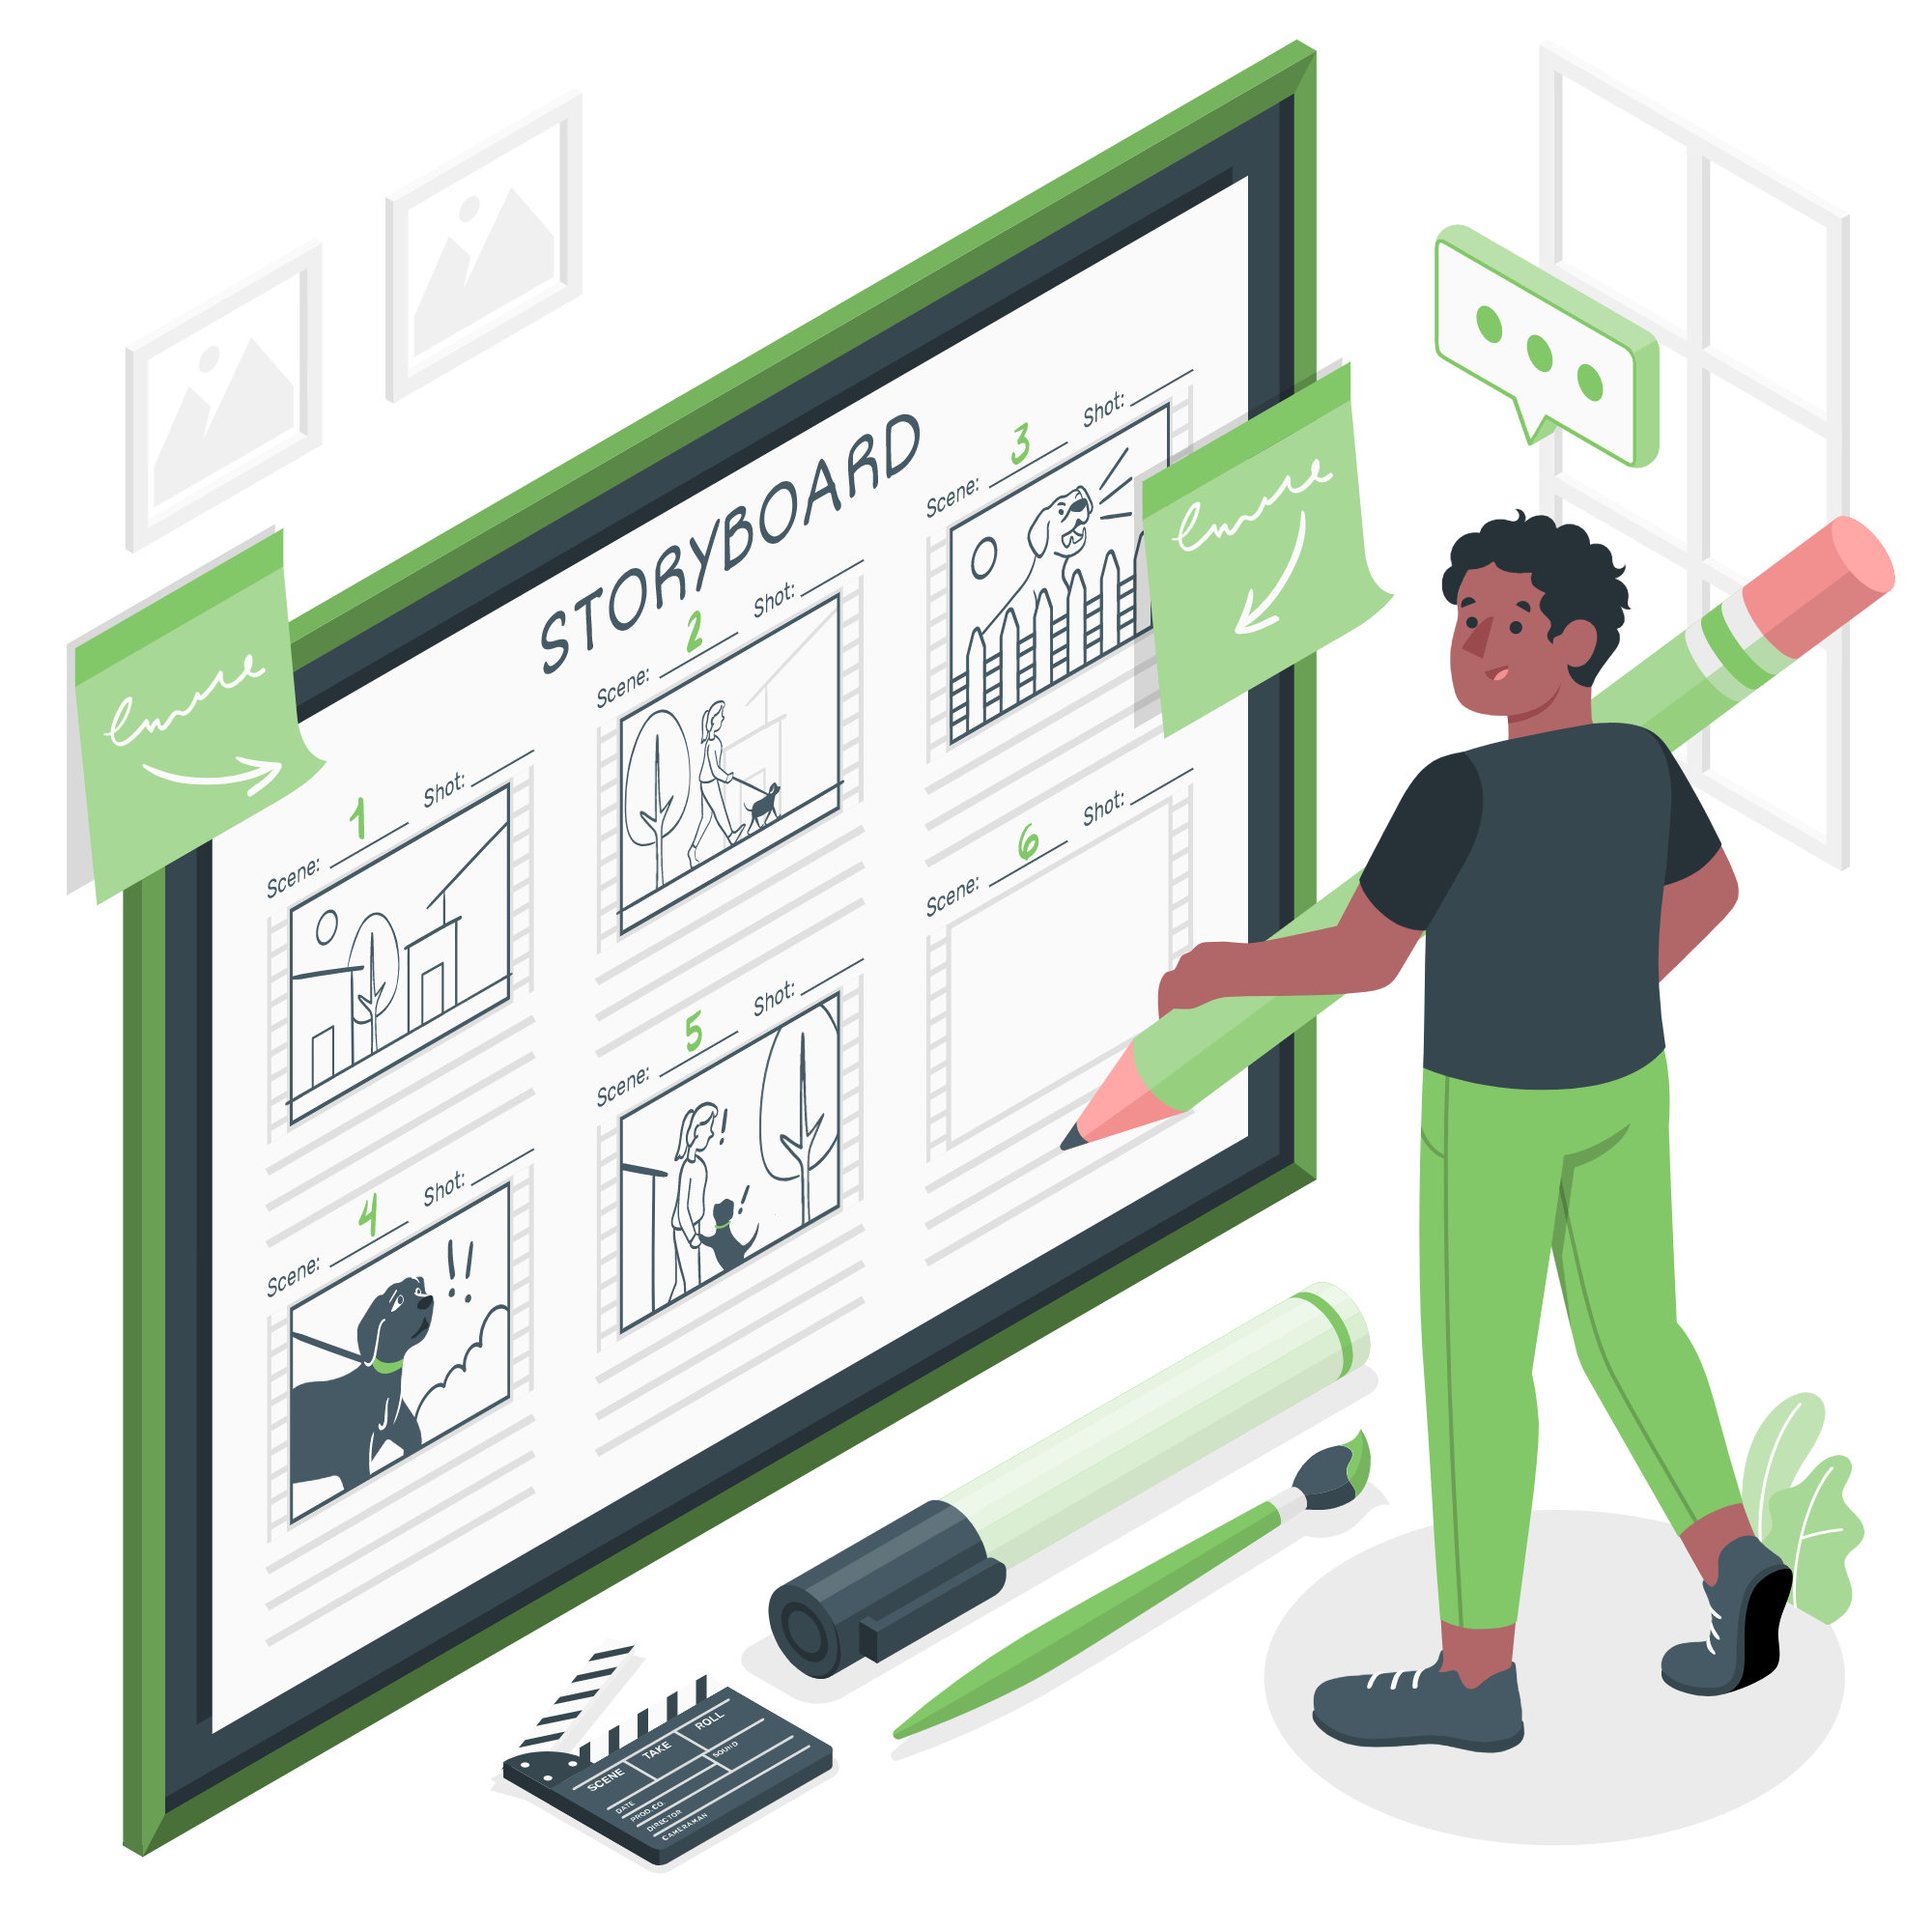 STORYBOARD
Scene: 1 Shot:
Scene: 2 Shot:
Scene: 3 Shot:
Scene: 4 Shot:
!!
Scene: 5 Shot:
!
!
Scene: 6 Shot:
SCENE TAKE ROLL
DATE SOUND
PROD.CO.
DIRECTOR
CAMERAMAN